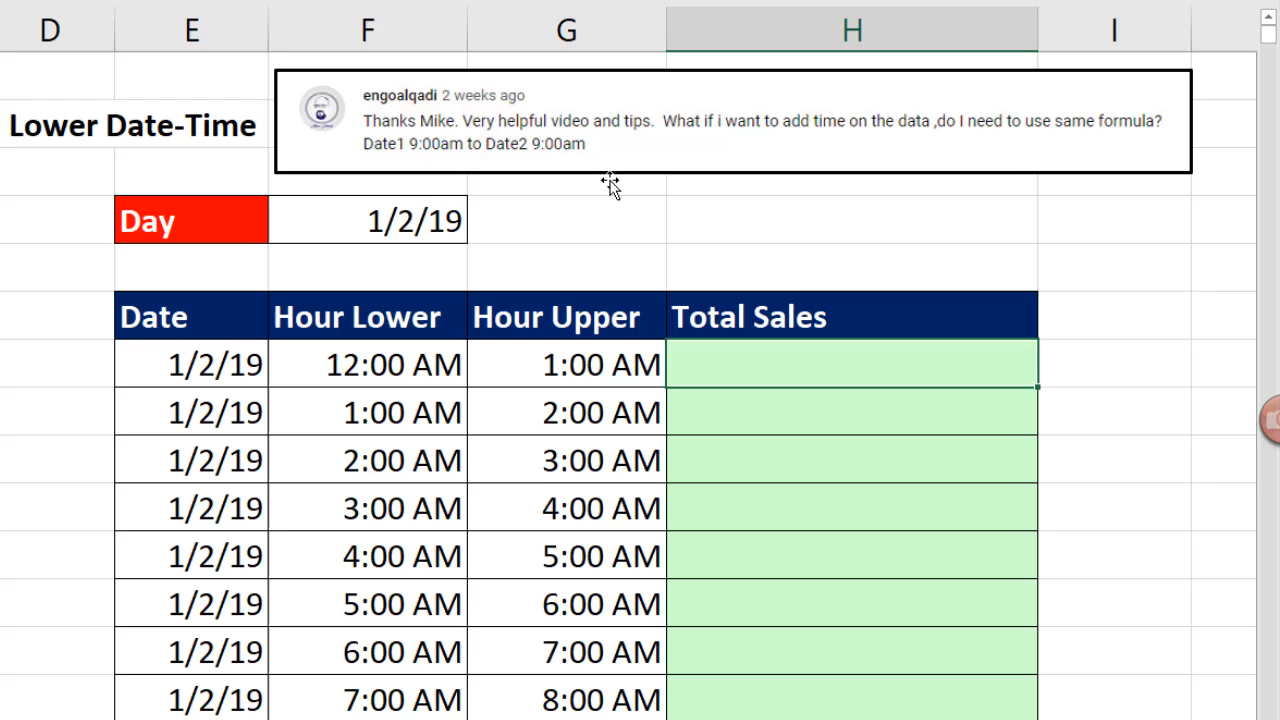 D E F G H I
engoalqadi 2 weeks ago
Thanks Mike. Very helpful video and tips. What if i want to add time on the data ,do I need to use same formula?
Date1 9:00am to Date2 9:00am
Lower Date-Time
Day 1/2/19
Date Hour Lower Hour Upper Total Sales
1/2/19 12:00 AM 1:00 AM
1/2/19 1:00 AM 2:00 AM
1/2/19 2:00 AM 3:00 AM
1/2/19 3:00 AM 4:00 AM
1/2/19 4:00 AM 5:00 AM
1/2/19 5:00 AM 6:00 AM
1/2/19 6:00 AM 7:00 AM
1/2/19 7:00 AM 8:00 AM